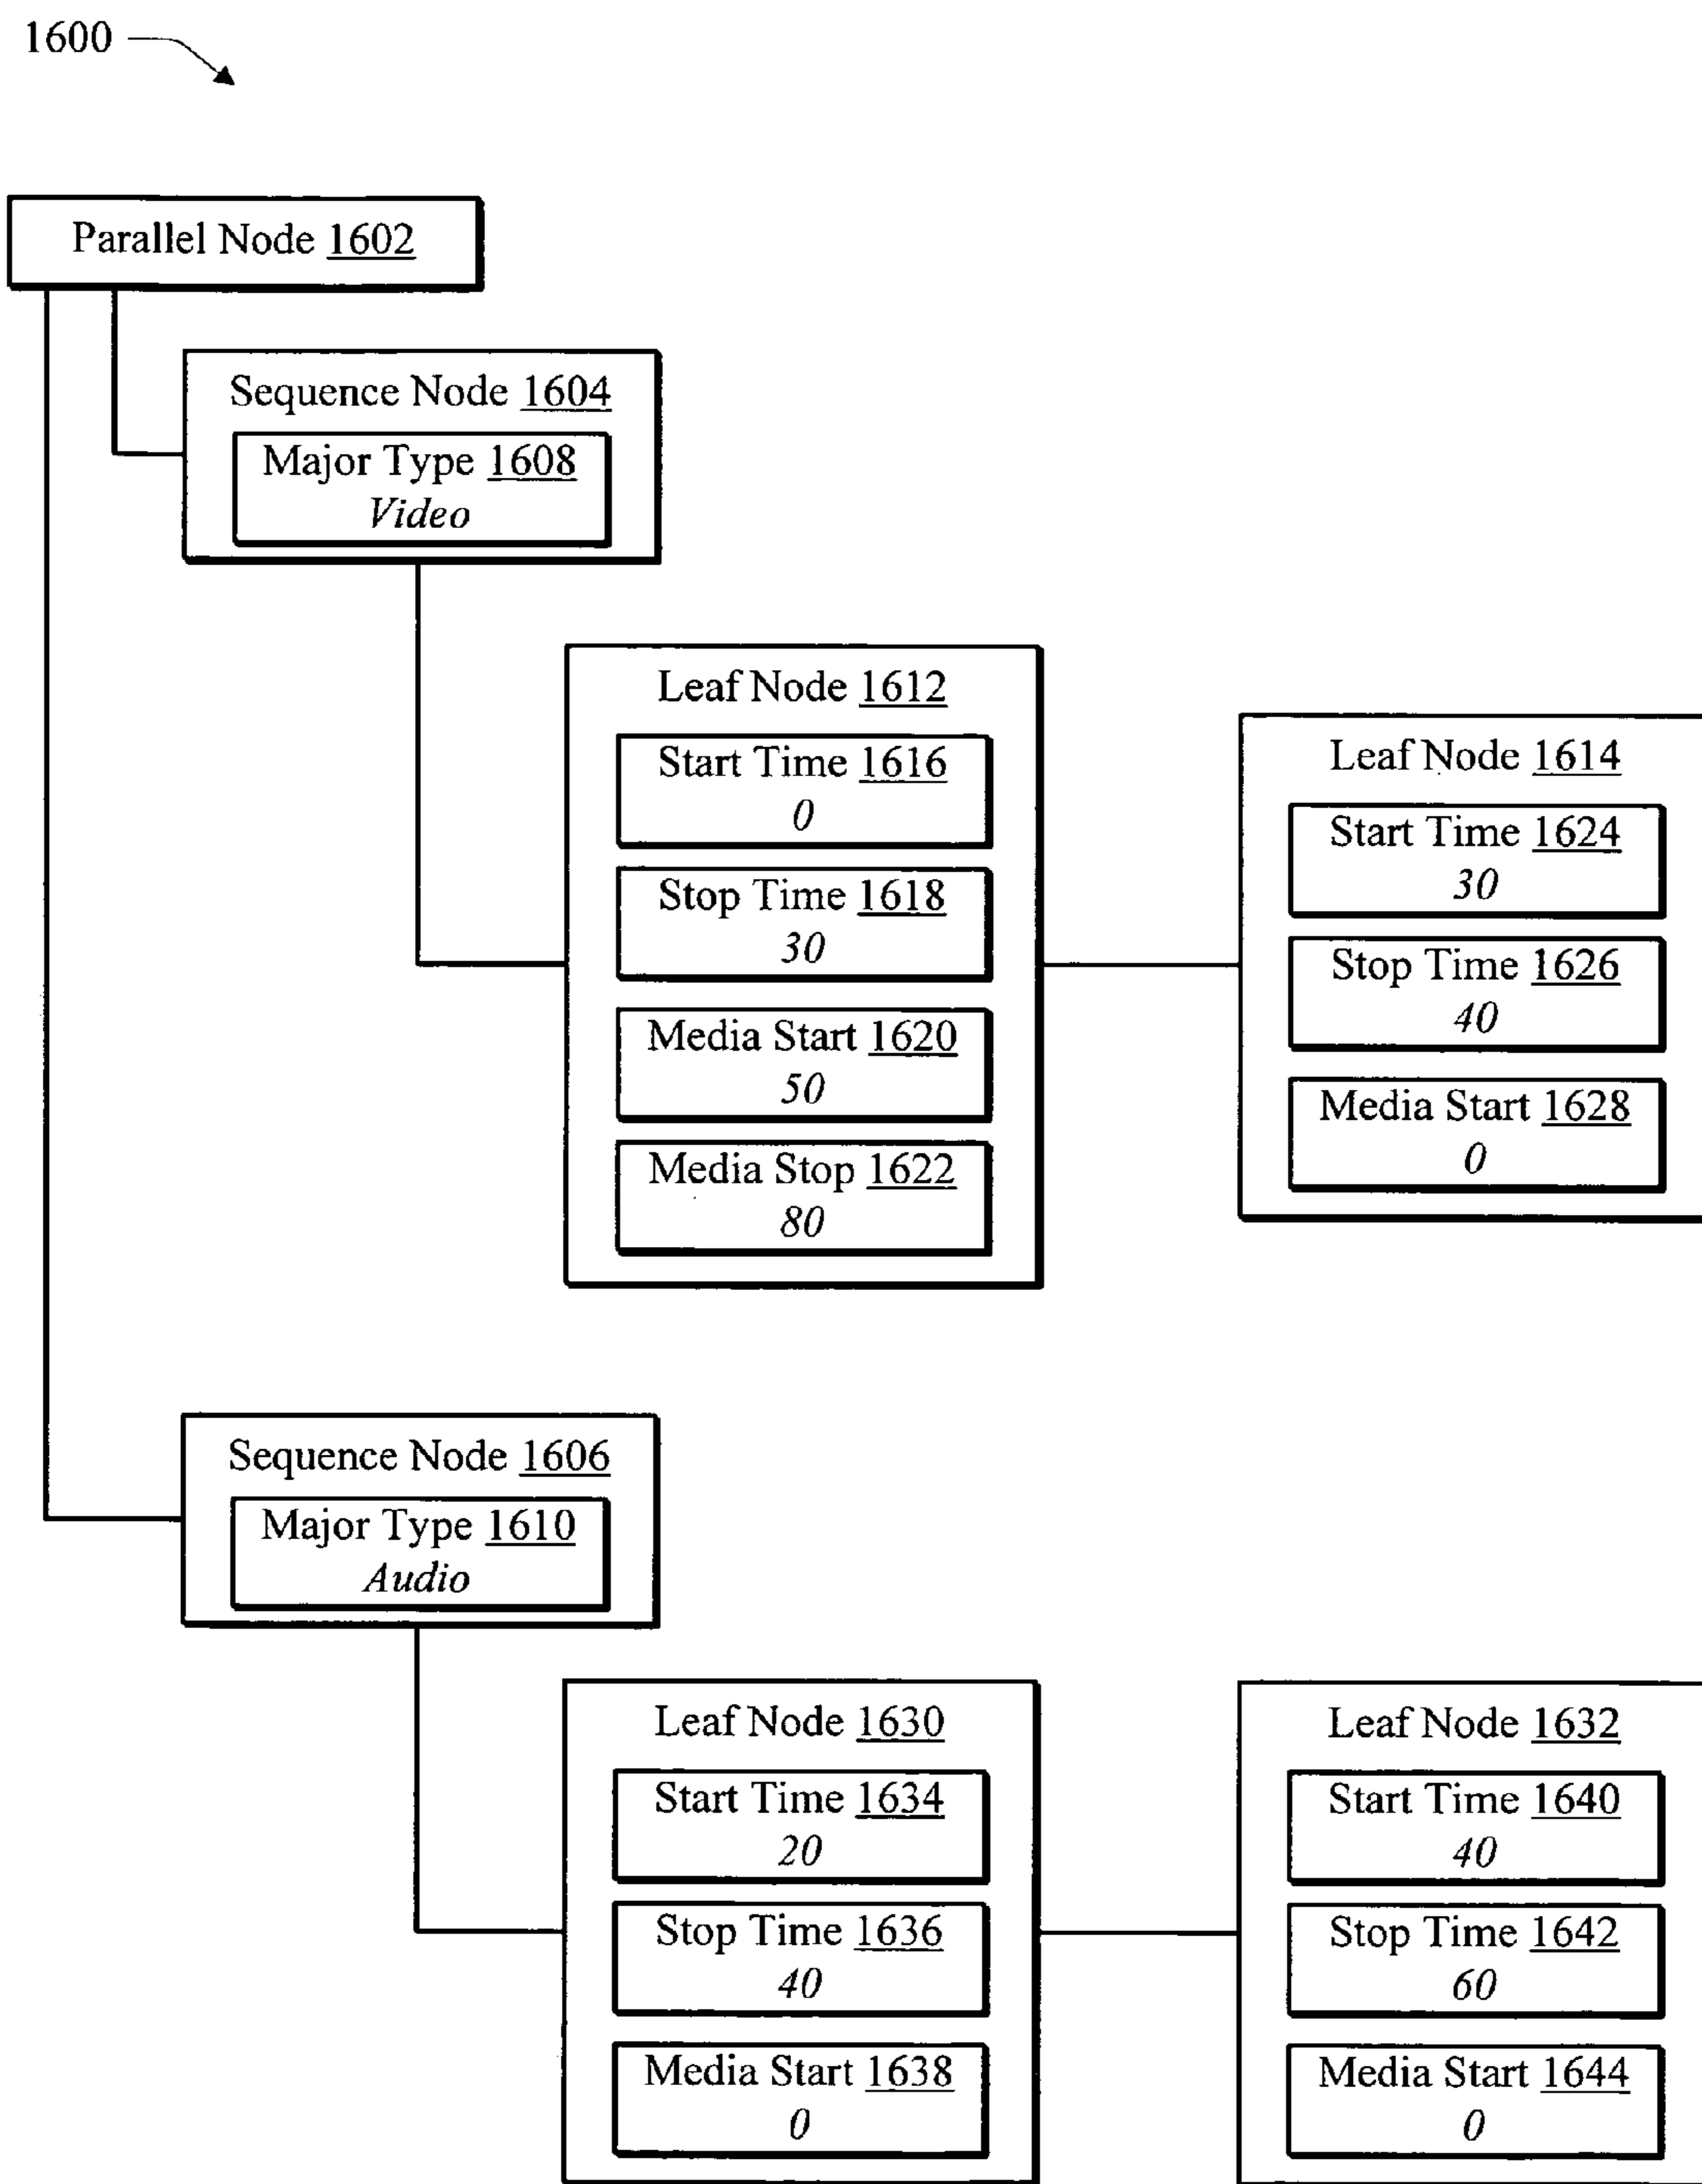 1600
Parallel Node 1602
Sequence Node 1604
Major Type 1608
Video
Leaf Node 1612
Start Time 1616
0
Stop Time 1618
30
Media Start 1620
50
Media Stop 1622
80
Leaf Node 1614
Start Time 1624
30
Stop Time 1626
40
Media Start 1628
0
Sequence Node 1606
Major Type 1610
Audio
Leaf Node 1630
Start Time 1634
20
Stop Time 1636
40
Media Start 1638
0
Leaf Node 1632
Start Time 1640
40
Stop Time 1642
60
Media Start 1644
0